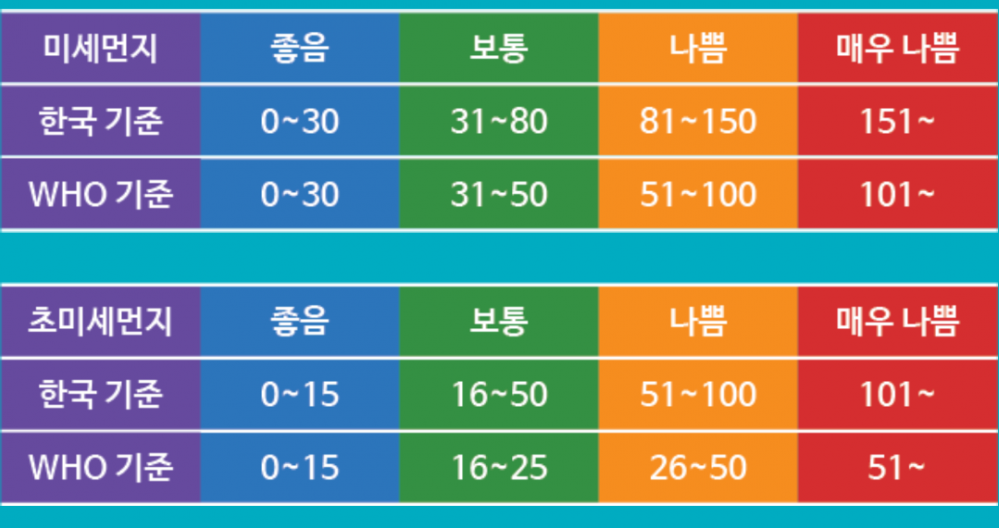 미세먼지 좋음 보통 나쁨 매우 나쁨
한국 기준 0~30 31~80 81~150 151~
WHO 기준 0~30 31~50 51~100 101~
초미세먼지 좋음 보통 나쁨 매우 나쁨
한국 기준 0~15 16~50 51~100 101~
WHO 기준 0~15 16~25 26~50 51~